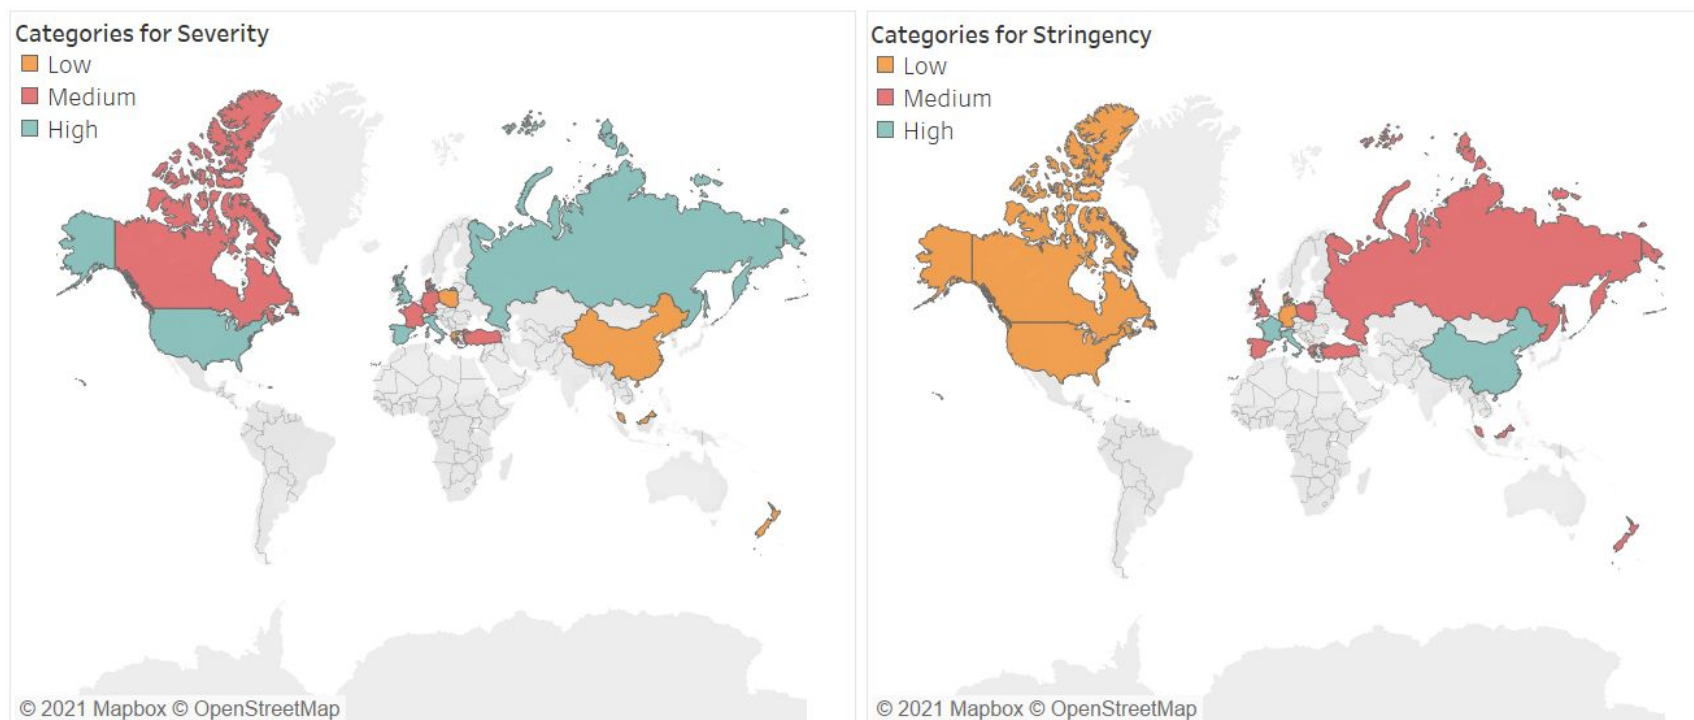 Categories for Severity
Low
Medium
High
© 2021 Mapbox © OpenStreetMap
Categories for Stringency
Low
Medium
High
© 2021 Mapbox © OpenStreetMap